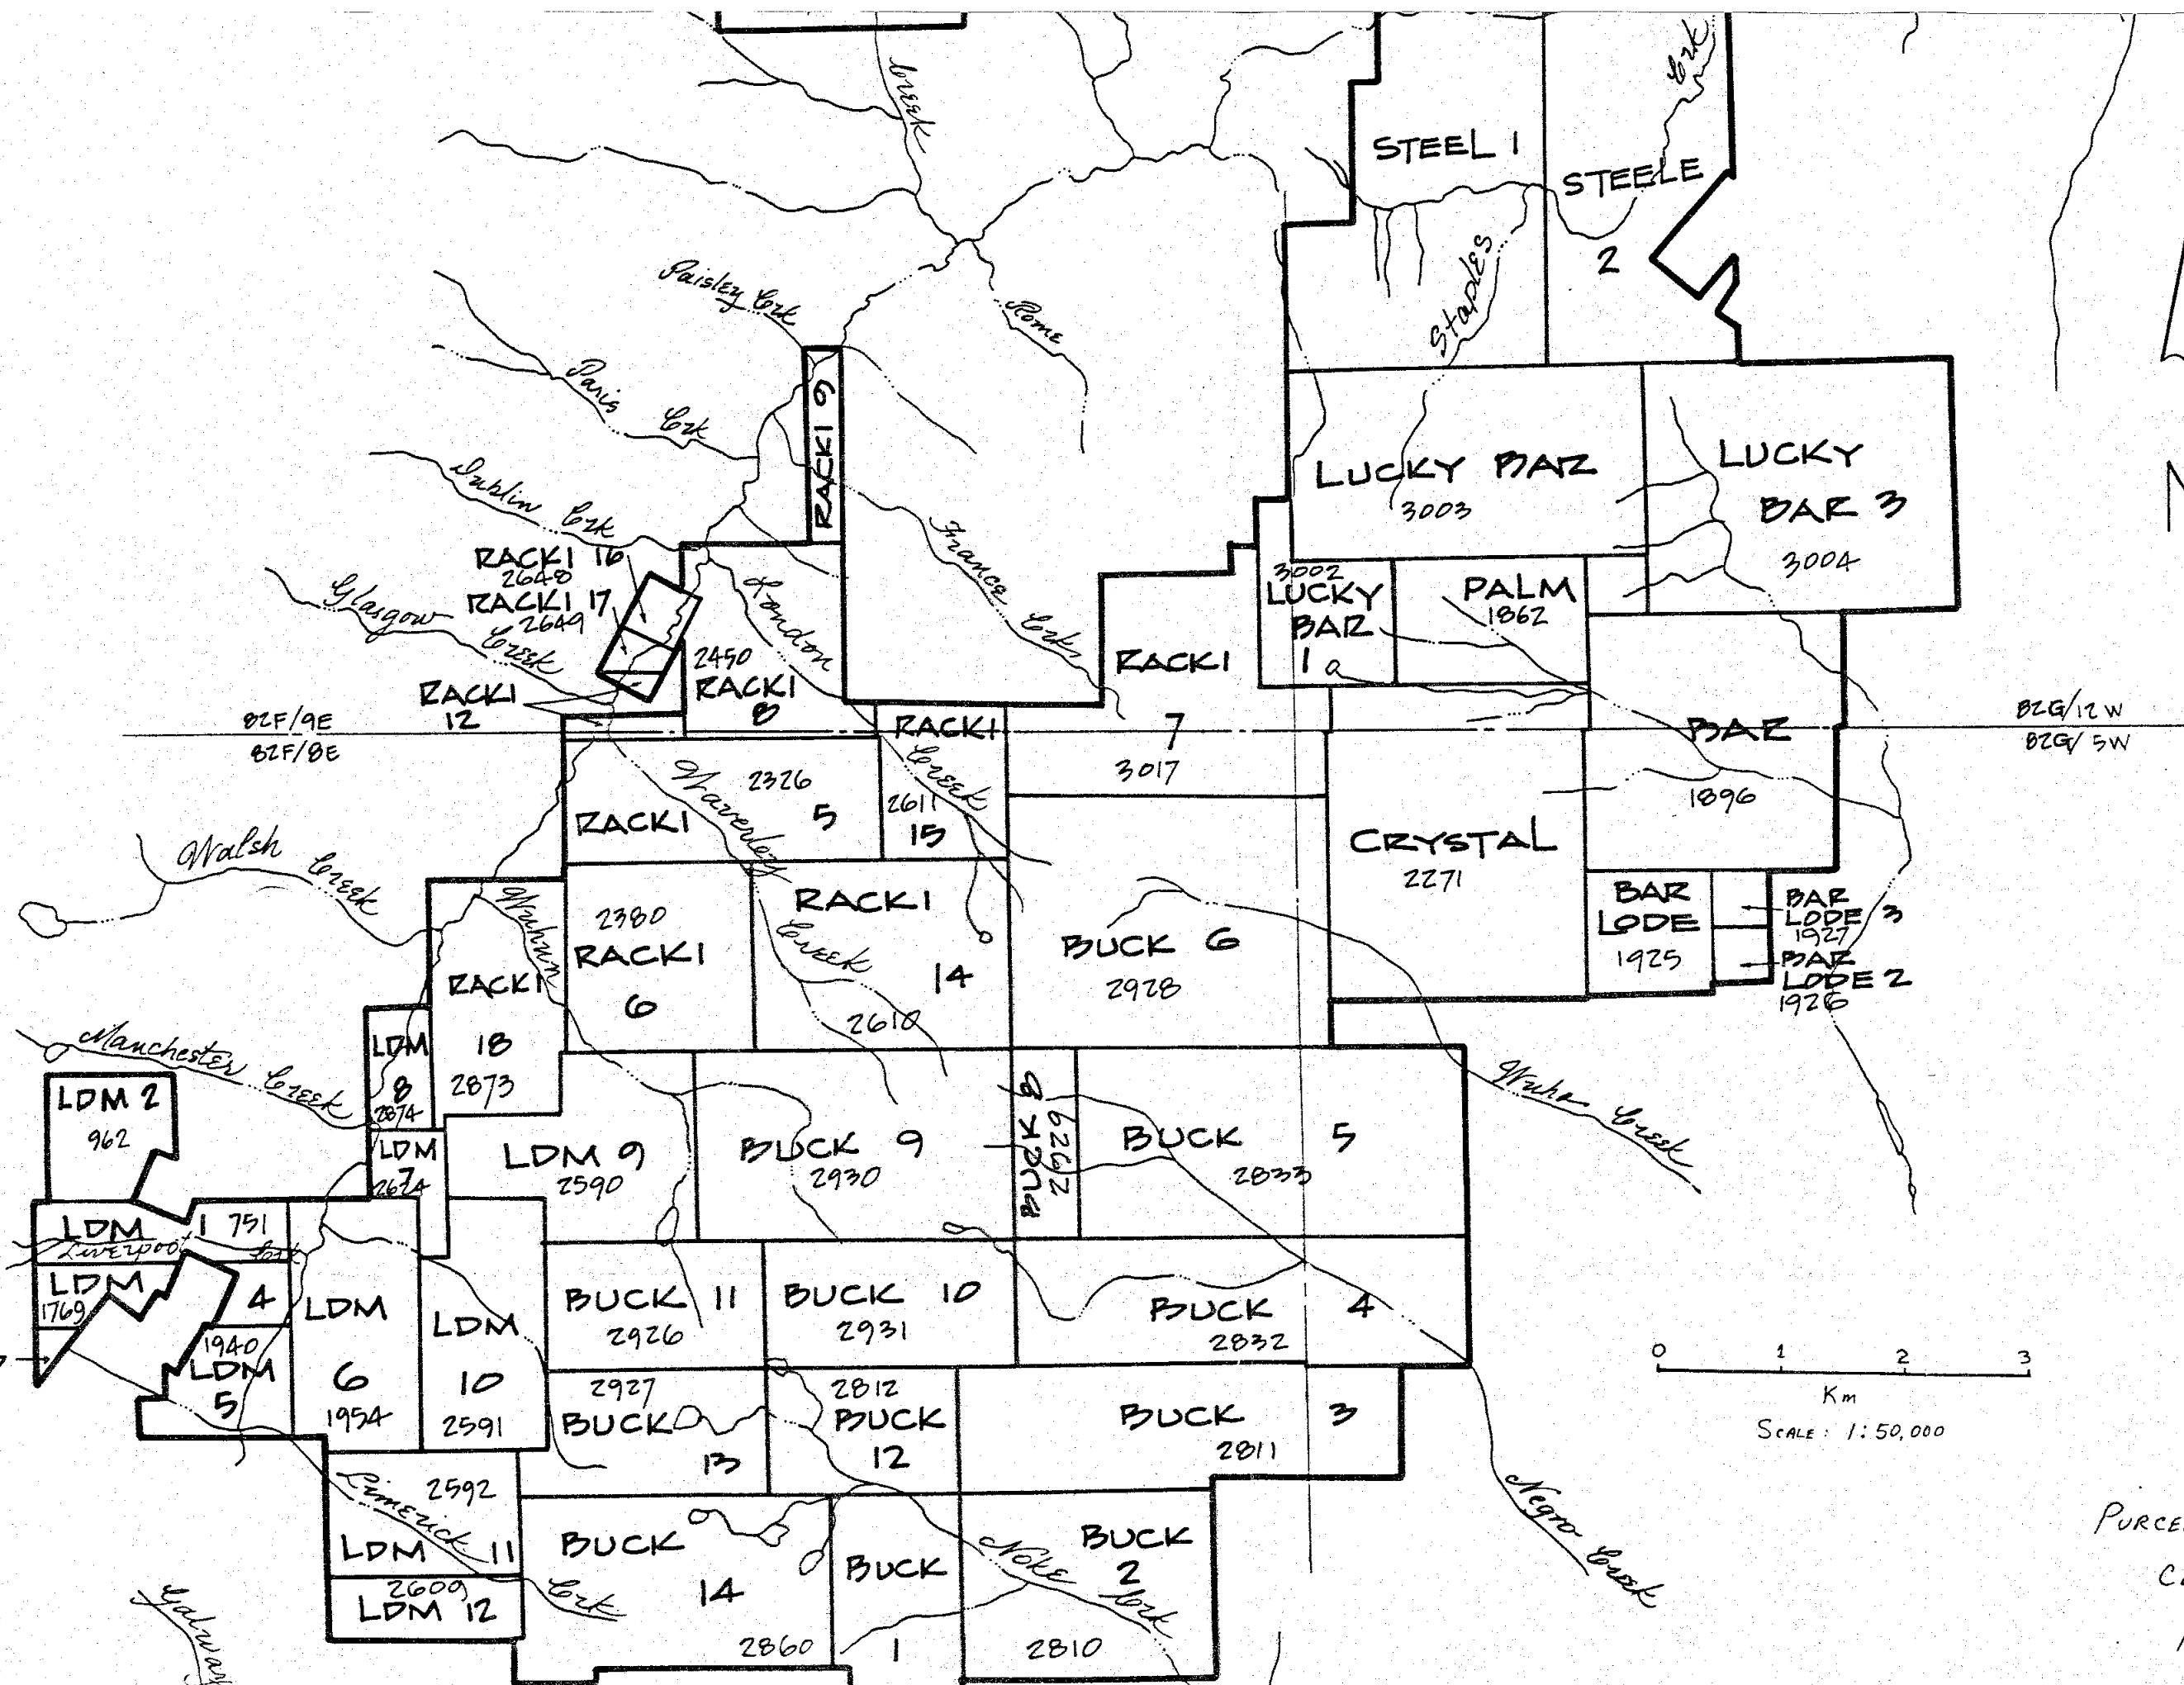 Creek
Crk
STEEL 1
STEELE
2
Staples
Paisley Crk
Rome
Paris
Crk
RACKI 9
Dublin Crk
LUCKY BAR
3003
LUCKY
BAR 3
3004
RACKI 16
2648
RACKI 17
2649
Glasgow
Creek
London
France
Crks
3002
LUCKY
BAR
1 a
PALM
1862
2450
RACKI
8
RACKI
12
RACKI
7
3017
RACKI
82F/9E
82F/8E
82G/12W
82G/5W
BAR
1896
Waverley
Creek
2326
RACKI 5
Creek
2611
15
CRYSTAL
2271
Walsh Creek
Wuhun
2380
RACKI
6
RACKI
14
2610
Creek
BUCK 6
2928
BAR
LODE
1925
BAR
LODE 3
1927
BAR
LODE 2
1926
RACKI
18
2873
Manchester Creek
LDM
8
2874
LDM 2
962
LDM
7
2674
LDM 9
2590
BUCK 9
2930
BUCK 8
2929
BUCK 5
2833
Creek
LDM 1 751
Liverpool Crk
LDM 4
1769
1940
LDM
5
LDM
6
1954
LDM
10
2591
BUCK 11
2926
BUCK 10
2931
BUCK 4
2832
0 1 2 3
Km
SCALE: 1:50,000
2927
BUCK
13
2812
BUCK
12
BUCK 3
2811
Negro Creek
2592
Limerick
LDM 11
Crk
2609
LDM 12
BUCK
14
2860
BUCK
1
BUCK
2
Noke Crk
2810
Galway
PURCE